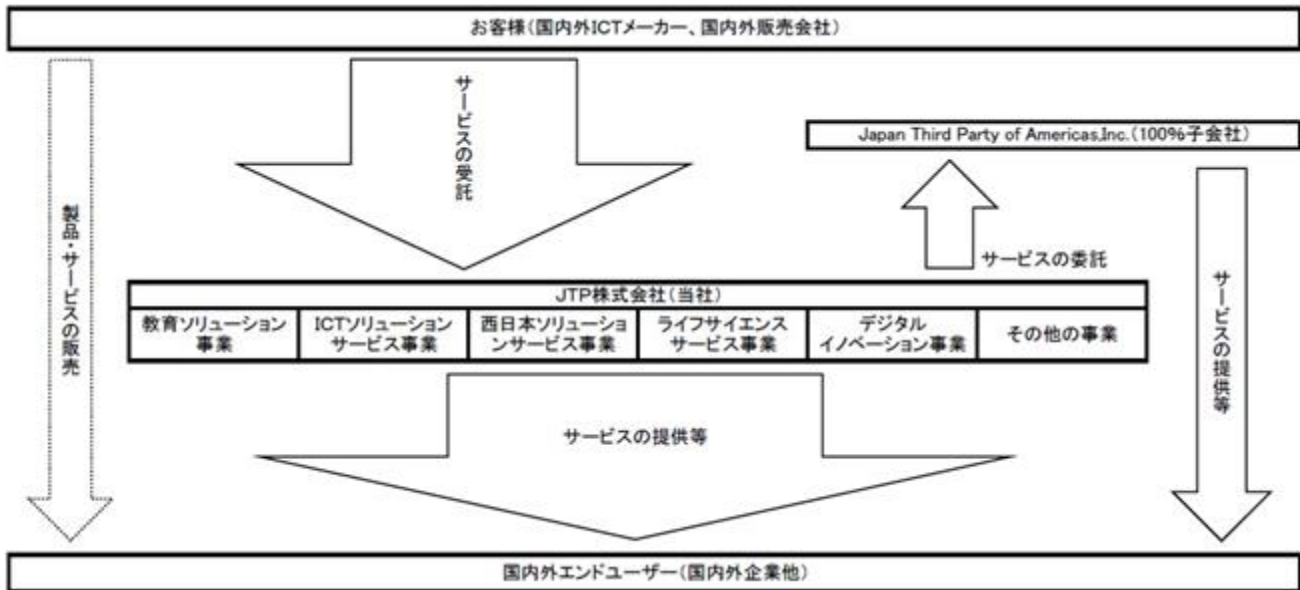 お客様(国内外ICTメーカー、国内外販売会社)
サービスの受託
Japan Third Party of Americas,Inc.(100%子会社)
製品・サービスの販売
サービスの委託
サービスの提供等
JTP株式会社(当社)
教育ソリューション
事業
ICTソリューション
サービス事業
西日本ソリューショ
ンサービス事業
ライフサイエンス
サービス事業
デジタル
イノベーション事業
その他の事業
サービスの提供等
国内外エンドユーザー(国内外企業他)